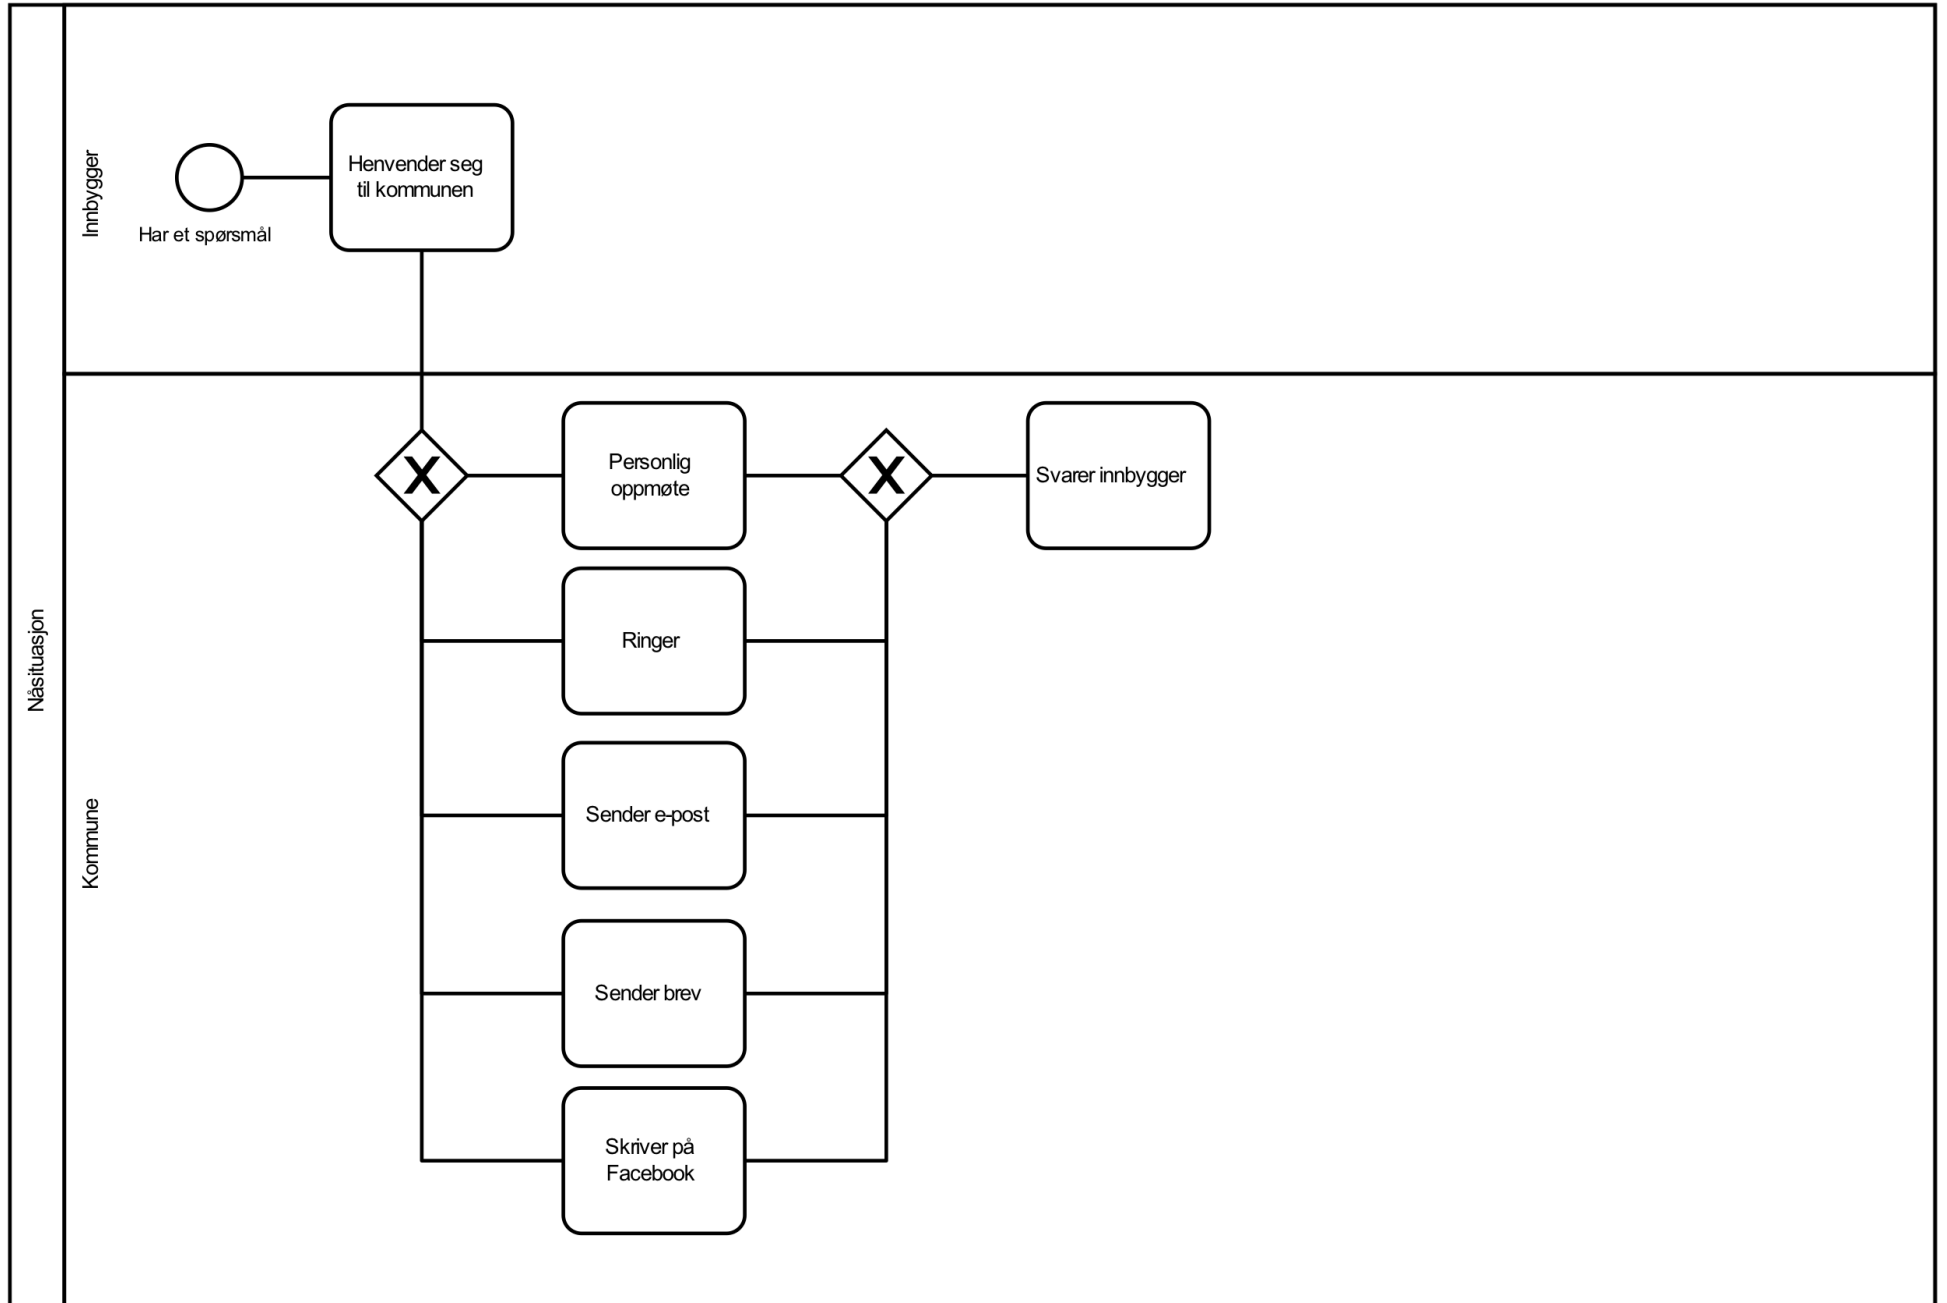 Nåsituasjon
Innbygger
Har et spørsmål
Henvender seg
til kommunen
Kommune
X
Personlig
oppmøte
X
Svarer innbygger
Ringer
Sender e-post
Sender brev
Skriver på
Facebook